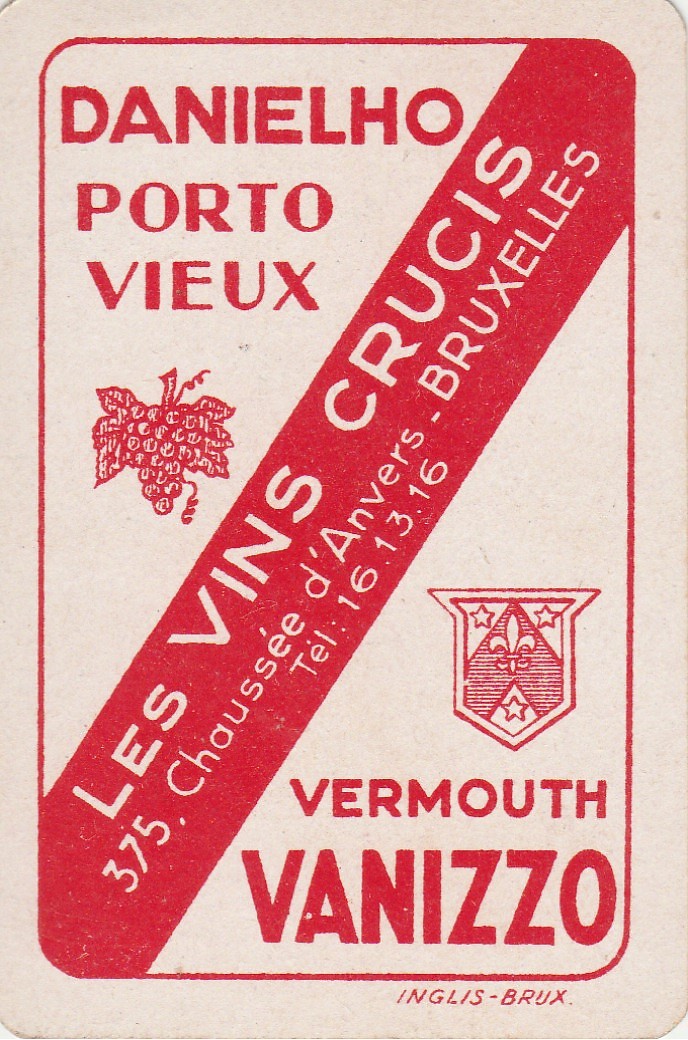 DANIELHO
PORTO
VIEUX
LES VINS CRUCIS
375, Chaussée d'Anvers - BRUXELLES
Tél: 16.13.16
VERMOUTH
VANIZZO
INGLIS-BRUX.